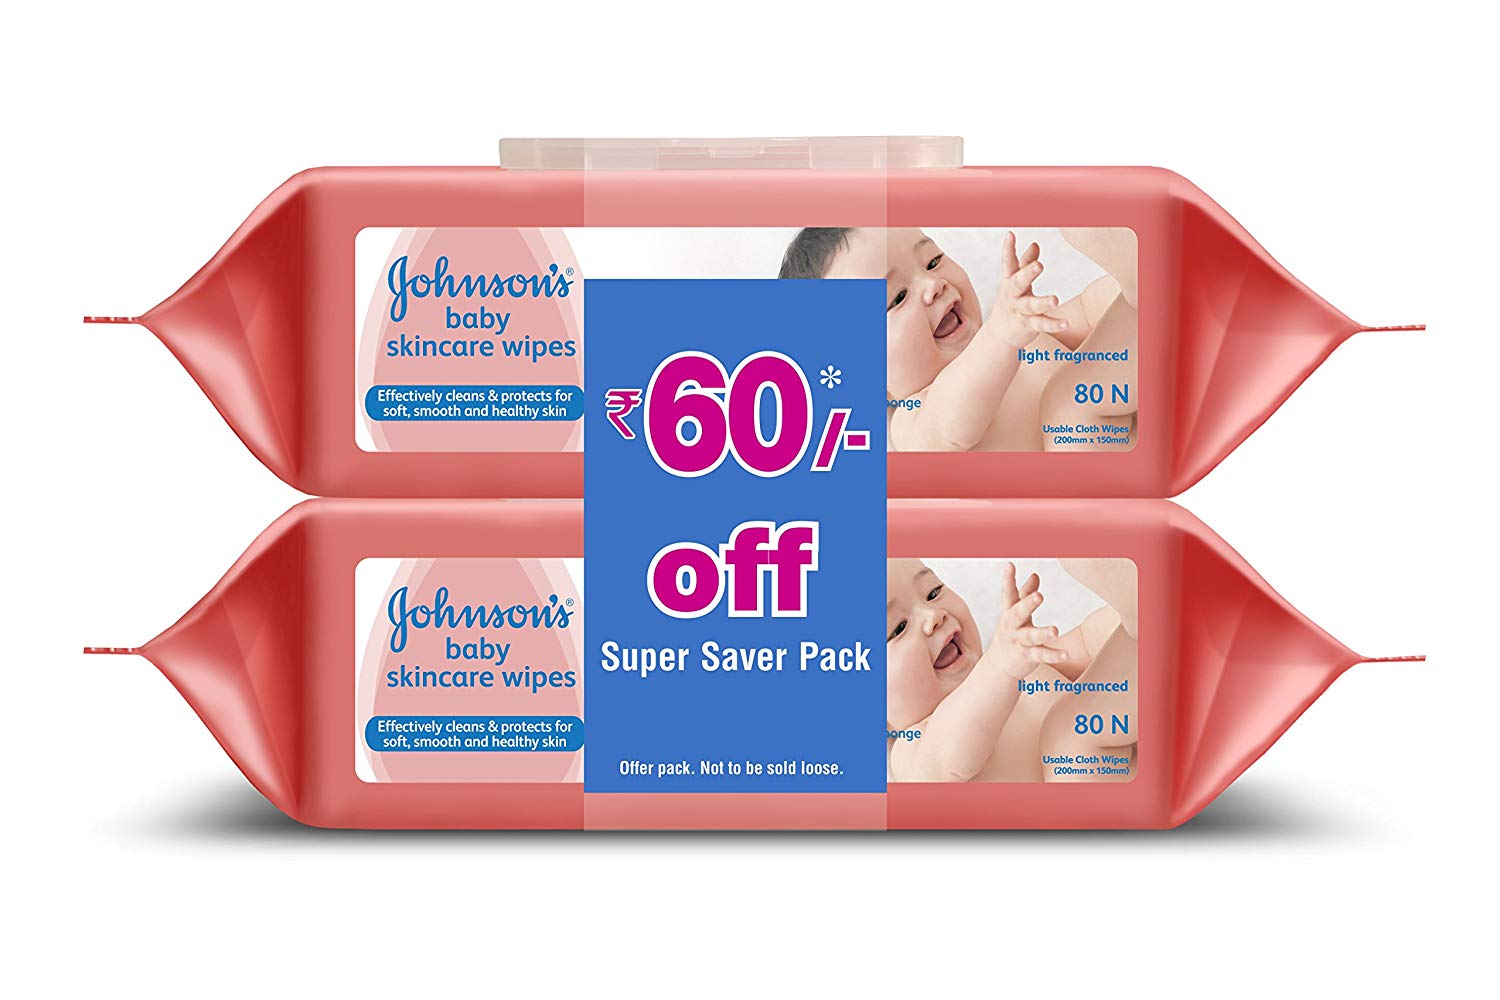 Johnson's®
baby
skincare wipes
Effectively cleans & protects for
soft, smooth and healthy skin
light fragranced
80 N
Usable Cloth Wipes
(200mm x 150mm)
₹60*/-
off
Super Saver Pack
Offer pack. Not to be sold loose.
Johnson's®
baby
skincare wipes
Effectively cleans & protects for
soft, smooth and healthy skin
light fragranced
80 N
Usable Cloth Wipes
(200mm x 150mm)